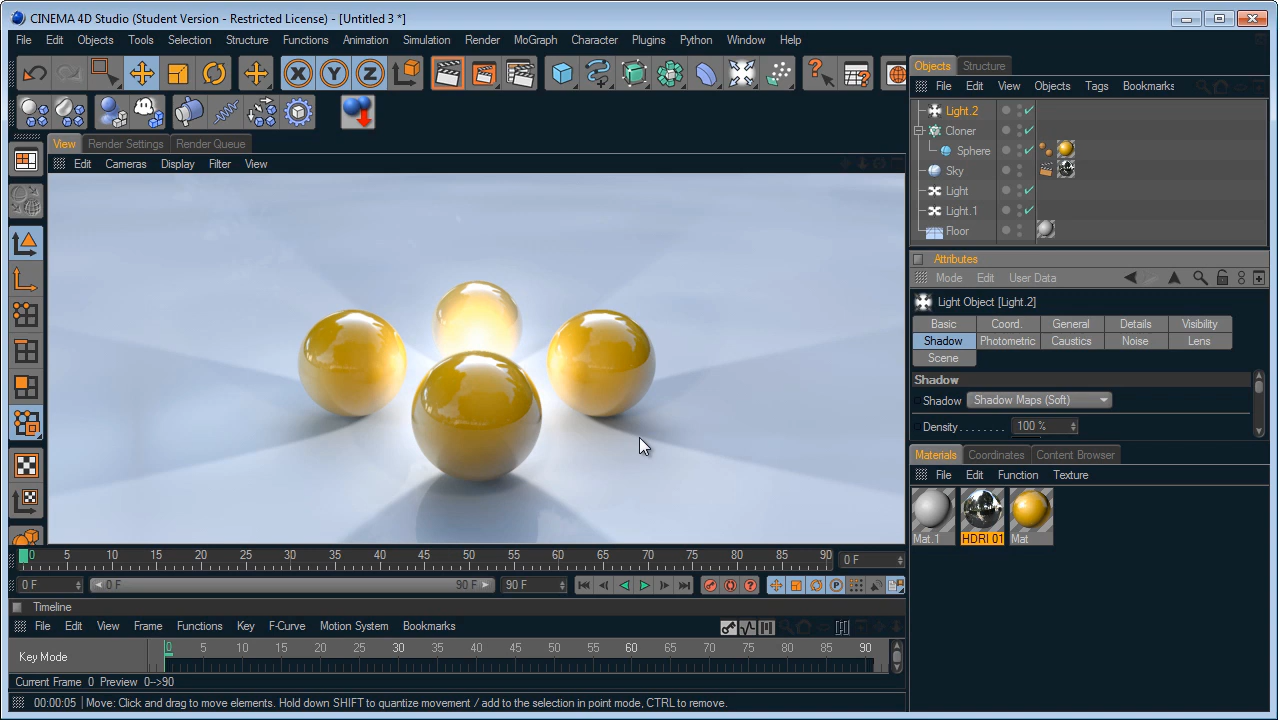 CINEMA 4D Studio (Student Version - Restricted License) - [Untitled 3 *]
File Edit Objects Tools Selection Structure Functions Animation Simulation Render MoGraph Character Plugins Python Window Help
X Y Z
View Render Settings Render Queue
Edit Cameras Display Filter View
Objects Structure
File Edit View Objects Tags Bookmarks
Light.2
Cloner
Sphere
Sky
Light
Light.1
Floor
Attributes
Mode Edit User Data
Light Object [Light.2]
Basic Coord. General Details Visibility
Shadow Photometric Caustics Noise Lens
Scene
Shadow
Shadow Shadow Maps (Soft)
Density . . . . . . . . 100 %
Materials Coordinates Content Browser
File Edit Function Texture
Mat.1 HDRI 01 Mat
0 5 10 15 20 25 30 35 40 45 50 55 60 65 70 75 80 85 90 0 F
0 F 0 F 90 F 90 F P
Timeline
File Edit View Frame Functions Key F-Curve Motion System Bookmarks
Key Mode 0 5 10 15 20 25 30 35 40 45 50 55 60 65 70 75 80 85 90
Current Frame 0 Preview 0-->90
00:00:05 Move: Click and drag to move elements. Hold down SHIFT to quantize movement / add to the selection in point mode, CTRL to remove.